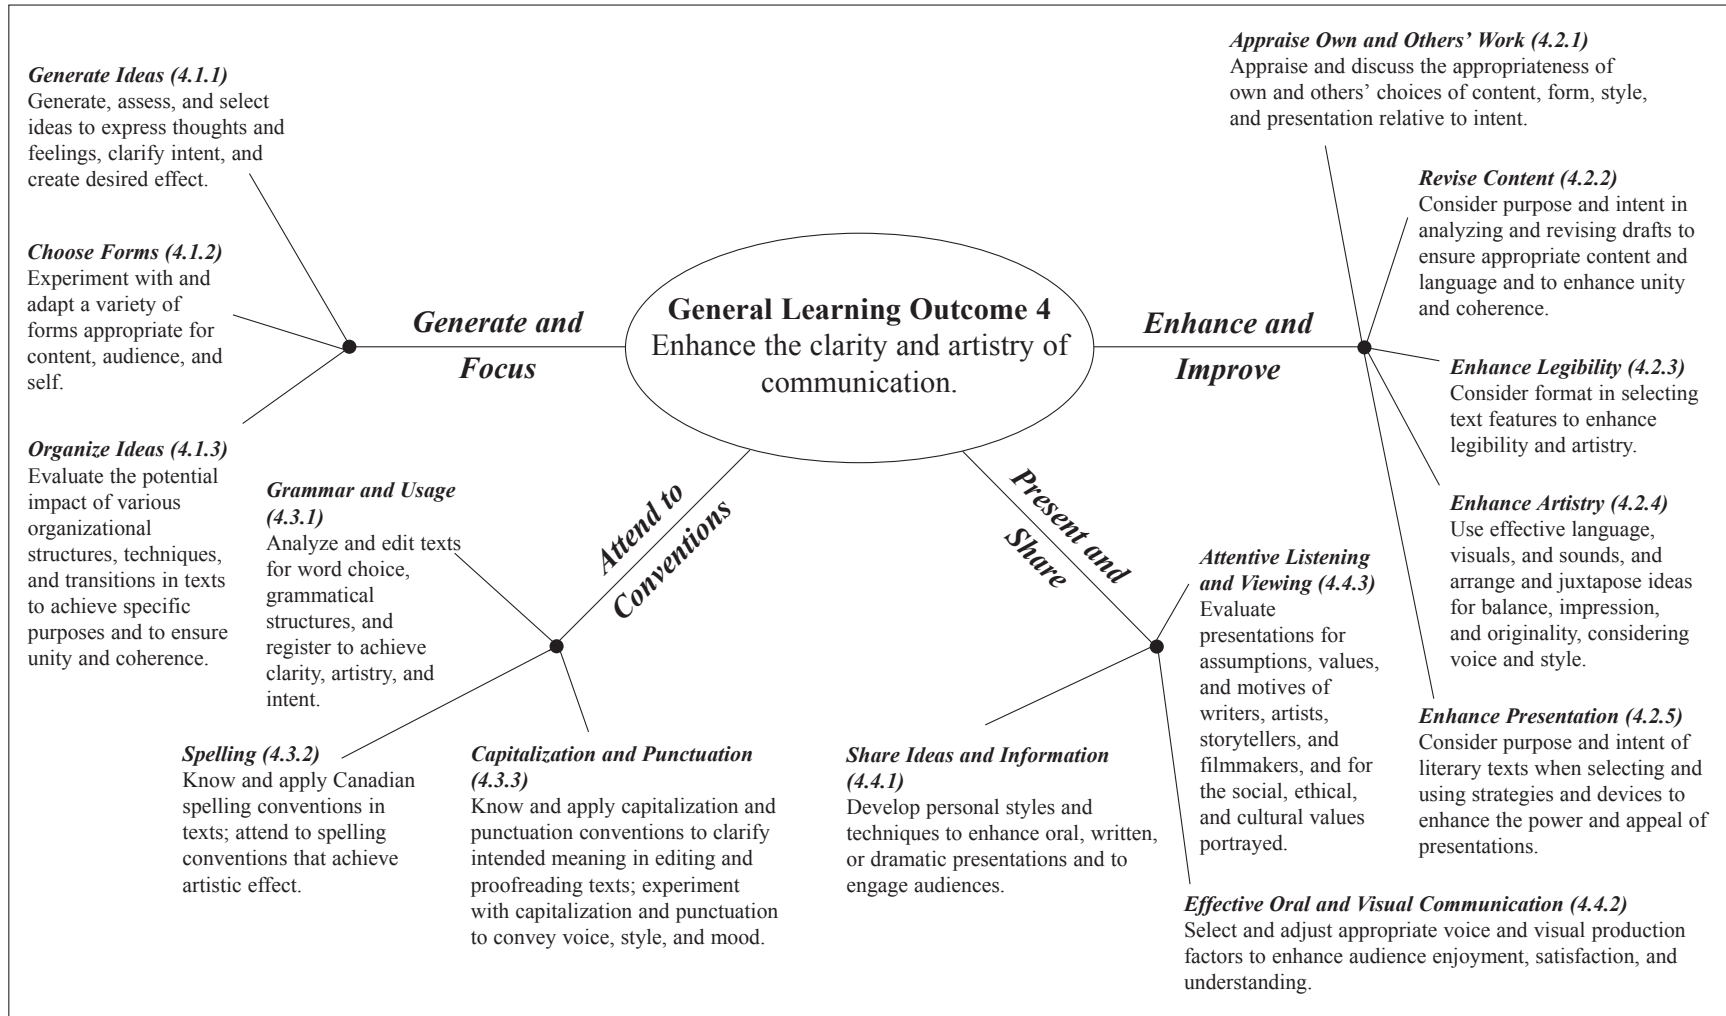 Generate Ideas (4.1.1)
Generate, assess, and select
ideas to express thoughts and
feelings, clarify intent, and
create desired effect.
Choose Forms (4.1.2)
Experiment with and
adapt a variety of
forms appropriate for
content, audience, and
self.
Organize Ideas (4.1.3)
Evaluate the potential
impact of various
organizational
structures, techniques,
and transitions in texts
to achieve specific
purposes and to ensure
unity and coherence.
Generate and
Focus
General Learning Outcome 4
Enhance the clarity and artistry of
communication.
Enhance and
Improve
Appraise Own and Others’ Work (4.2.1)
Appraise and discuss the appropriateness of
own and others’ choices of content, form, style,
and presentation relative to intent.
Revise Content (4.2.2)
Consider purpose and intent in
analyzing and revising drafts to
ensure appropriate content and
language and to enhance unity
and coherence.
Enhance Legibility (4.2.3)
Consider format in selecting
text features to enhance
legibility and artistry.
Enhance Artistry (4.2.4)
Use effective language,
visuals, and sounds, and
arrange and juxtapose ideas
for balance, impression,
and originality, considering
voice and style.
Enhance Presentation (4.2.5)
Consider purpose and intent of
literary texts when selecting and
using strategies and devices to
enhance the power and appeal of
presentations.
Attend to
Conventions
Grammar and Usage
(4.3.1)
Analyze and edit texts
for word choice,
grammatical
structures, and
register to achieve
clarity, artistry, and
intent.
Spelling (4.3.2)
Know and apply Canadian
spelling conventions in
texts; attend to spelling
conventions that achieve
artistic effect.
Capitalization and Punctuation
(4.3.3)
Know and apply capitalization and
punctuation conventions to clarify
intended meaning in editing and
proofreading texts; experiment
with capitalization and punctuation
to convey voice, style, and mood.
Present and
Share
Share Ideas and Information
(4.4.1)
Develop personal styles and
techniques to enhance oral, written,
or dramatic presentations and to
engage audiences.
Attentive Listening
and Viewing (4.4.3)
Evaluate
presentations for
assumptions, values,
and motives of
writers, artists,
storytellers, and
filmmakers, and for
the social, ethical,
and cultural values
portrayed.
Effective Oral and Visual Communication (4.4.2)
Select and adjust appropriate voice and visual production
factors to enhance audience enjoyment, satisfaction, and
understanding.